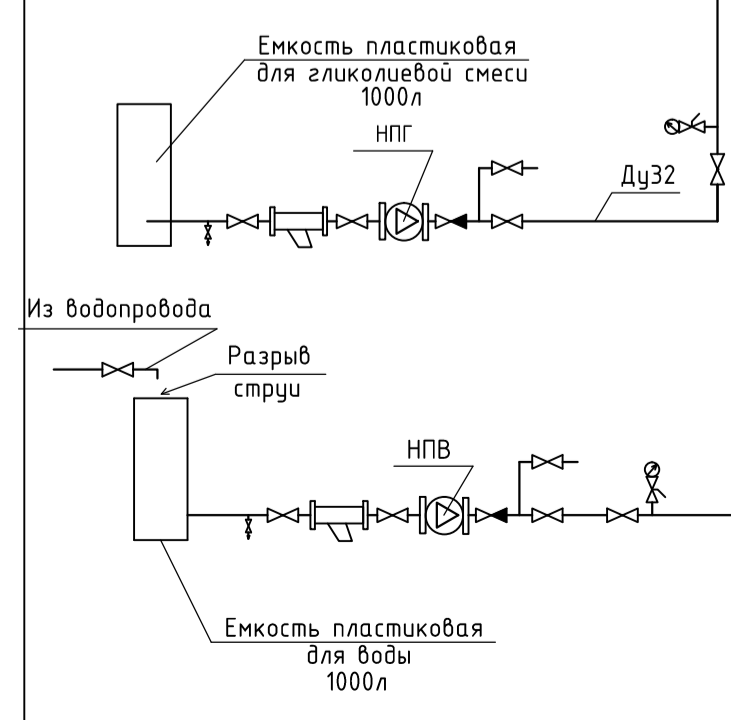 Емкость пластиковая
для гликолиевой смеси
1000л
НПГ
Ду32
Из водопровода
Разрыв
струи
НПВ
Емкость пластиковая
для воды
1000л